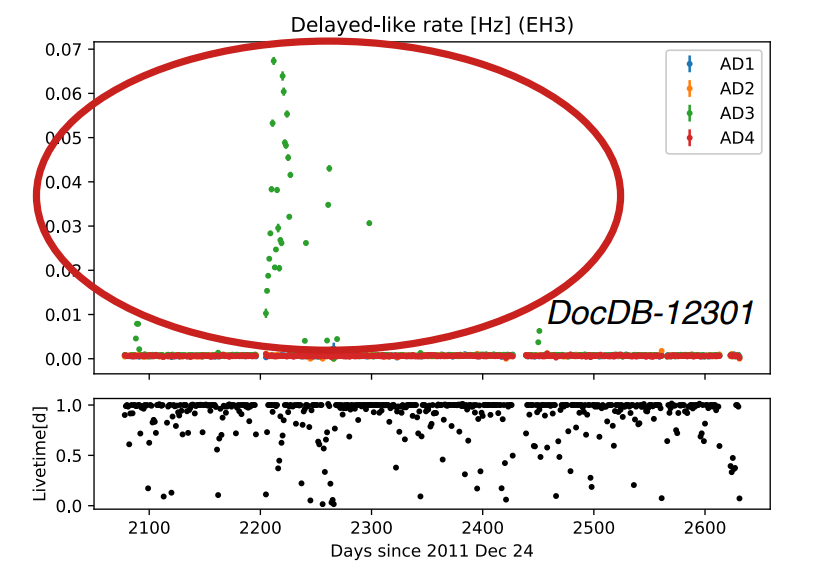 Delayed-like rate [Hz] (EH3)
0.07
0.06
0.05
0.04
0.03
0.02
0.01
0.00
AD1
AD2
AD3
AD4
DocDB-12301
Livetime[d]
1.0
0.5
0.0
2100 2200 2300 2400 2500 2600
Days since 2011 Dec 24